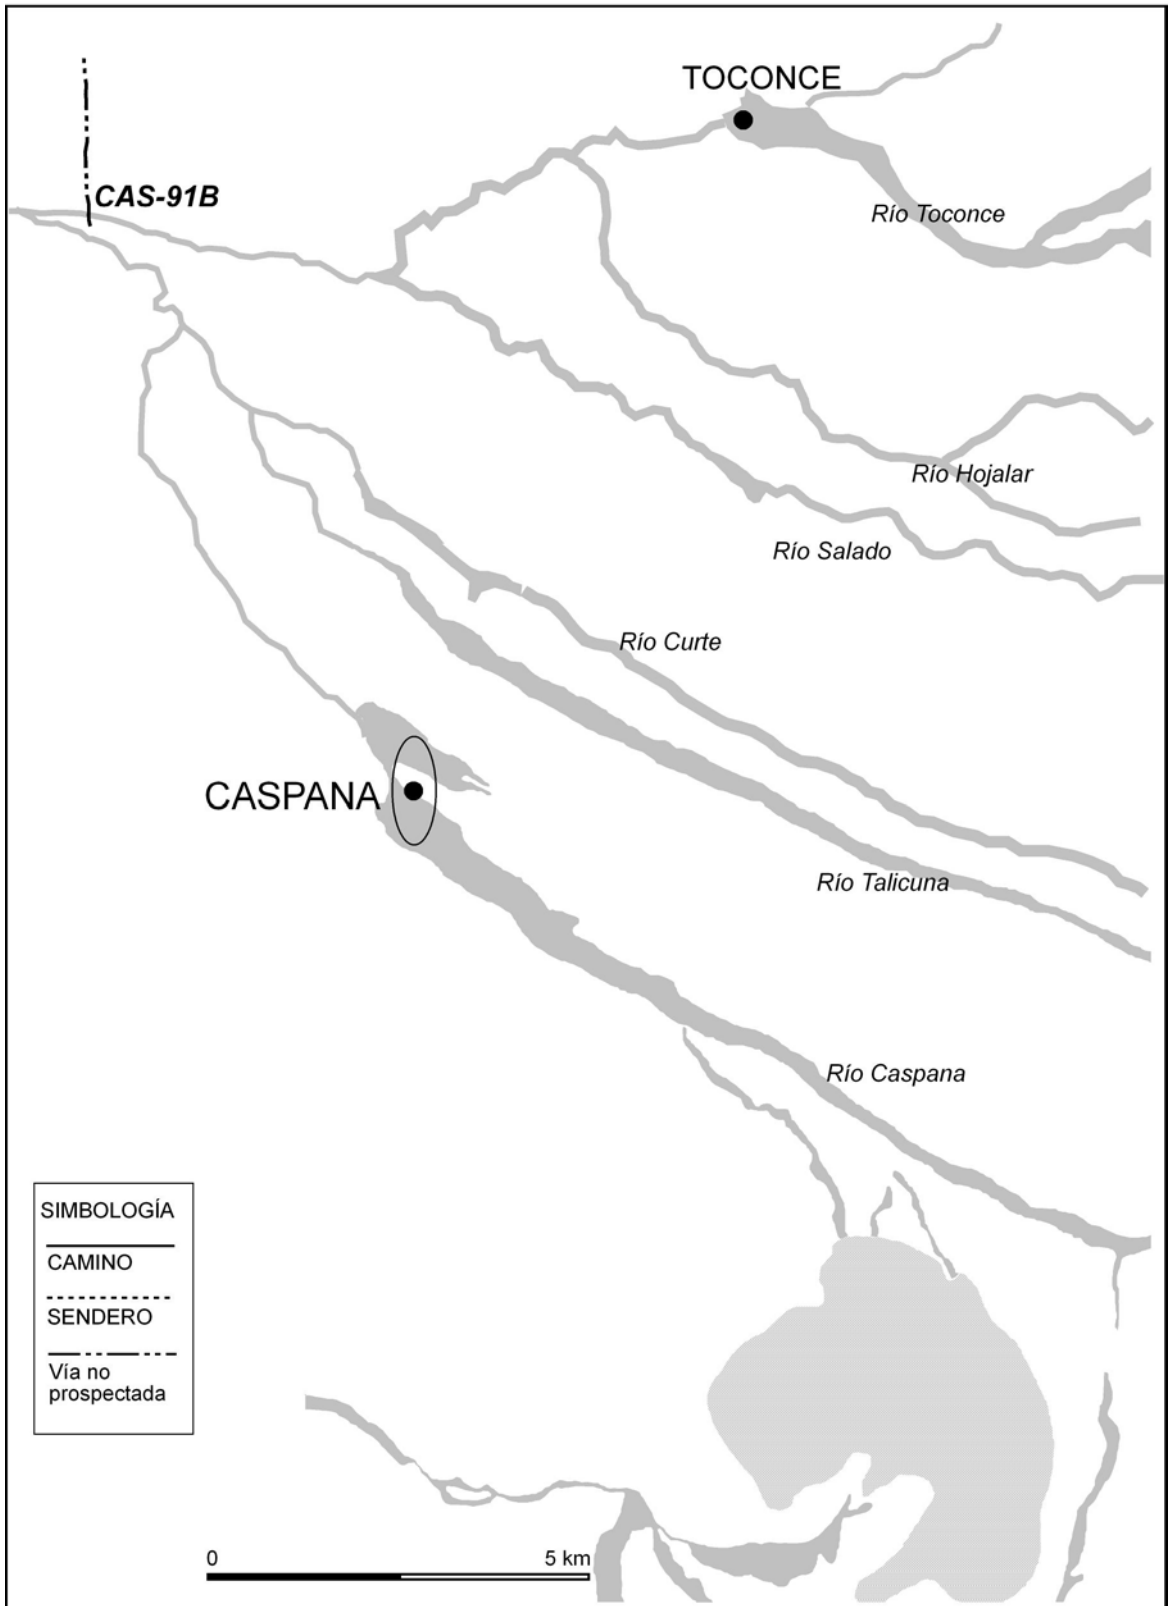 TOCONCE
CAS-91B
Río Toconce
Río Hojalar
Río Salado
Río Curte
CASPANA
Río Talicuna
Río Caspana
SIMBOLOGÍA
CAMINO
SENDERO
Vía no
prospectada
0 5 km